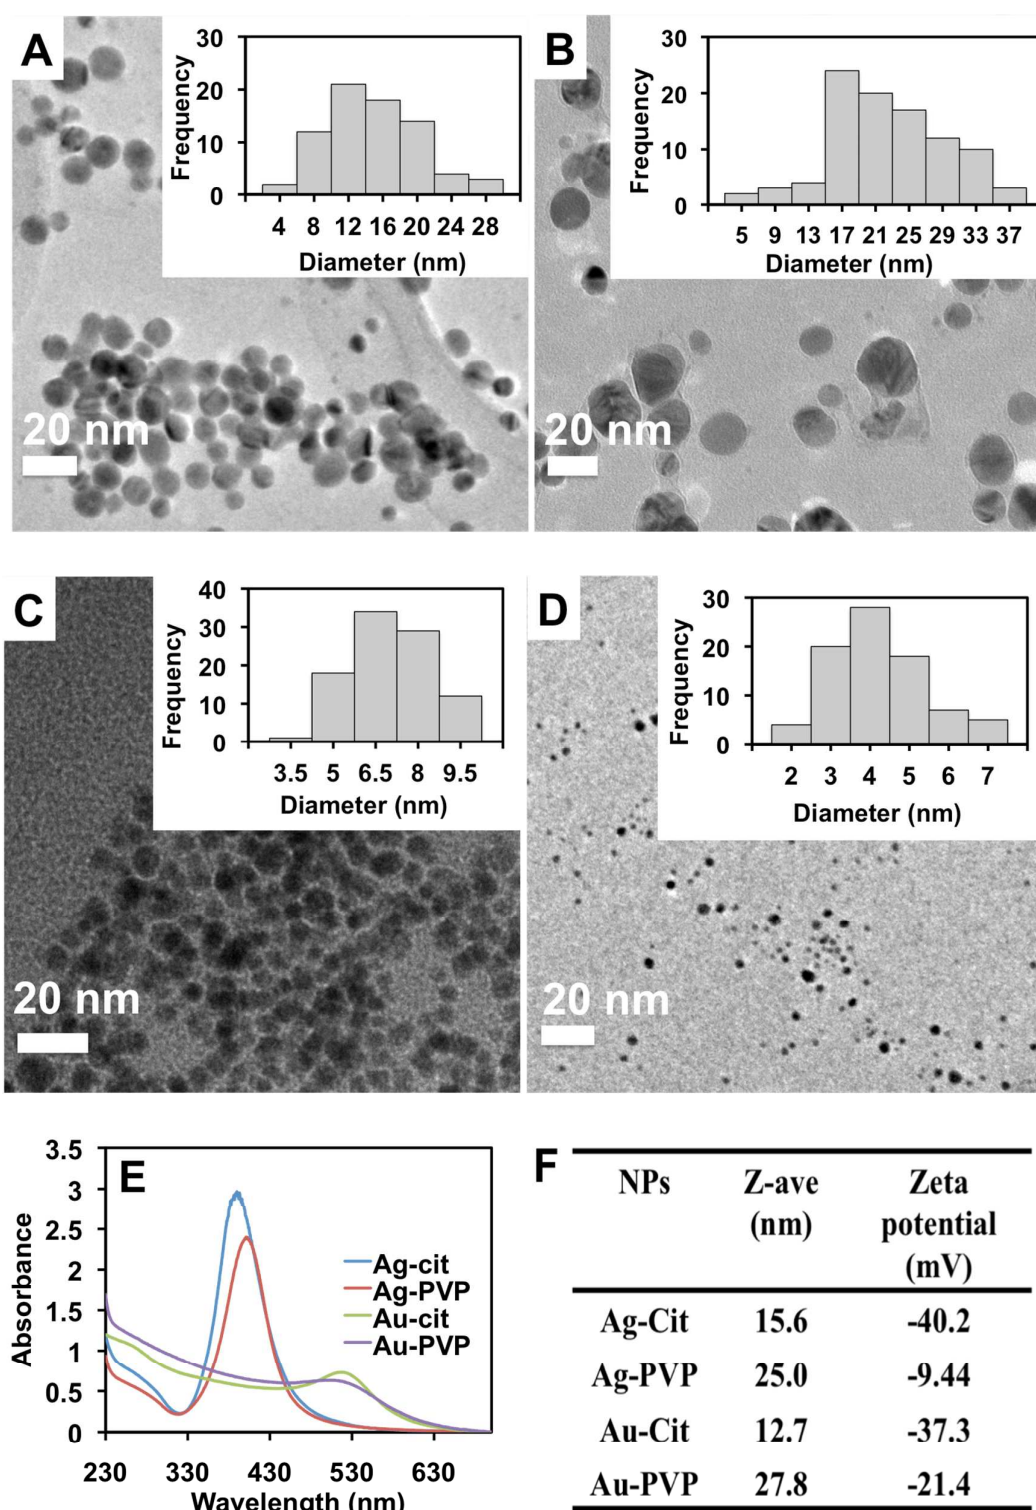 A
30
20
10
0
Frequency
4 8 12 16 20 24 28
Diameter (nm)
20 nm
B
30
20
10
0
Frequency
5 9 13 17 21 25 29 33 37
Diameter (nm)
20 nm
C
40
30
20
10
0
Frequency
3.5 5 6.5 8 9.5
Diameter (nm)
20 nm
D
30
20
10
0
Frequency
2 3 4 5 6 7
Diameter (nm)
20 nm
E
3.5
3
2.5
2
1.5
1
0.5
0
Absorbance
Ag-cit
Ag-PVP
Au-cit
Au-PVP
230 330 430 530 630
Wavelength (nm)
F
NPs Z-ave Zeta
(nm) potential
(mV)
Ag-Cit 15.6 -40.2
Ag-PVP 25.0 -9.44
Au-Cit 12.7 -37.3
Au-PVP 27.8 -21.4